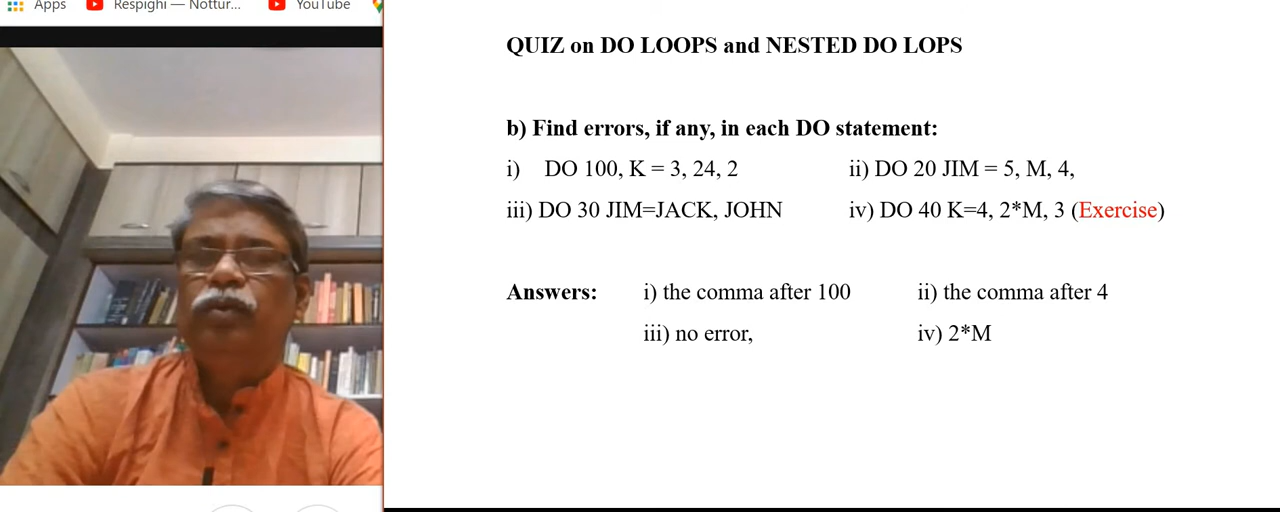 Apps Respighi — Nottur... YouTube
QUIZ on DO LOOPS and NESTED DO LOPS
b) Find errors, if any, in each DO statement:
i) DO 100, K = 3, 24, 2 ii) DO 20 JIM = 5, M, 4,
iii) DO 30 JIM=JACK, JOHN iv) DO 40 K=4, 2*M, 3 (Exercise)
Answers: i) the comma after 100 ii) the comma after 4
iii) no error, iv) 2*M